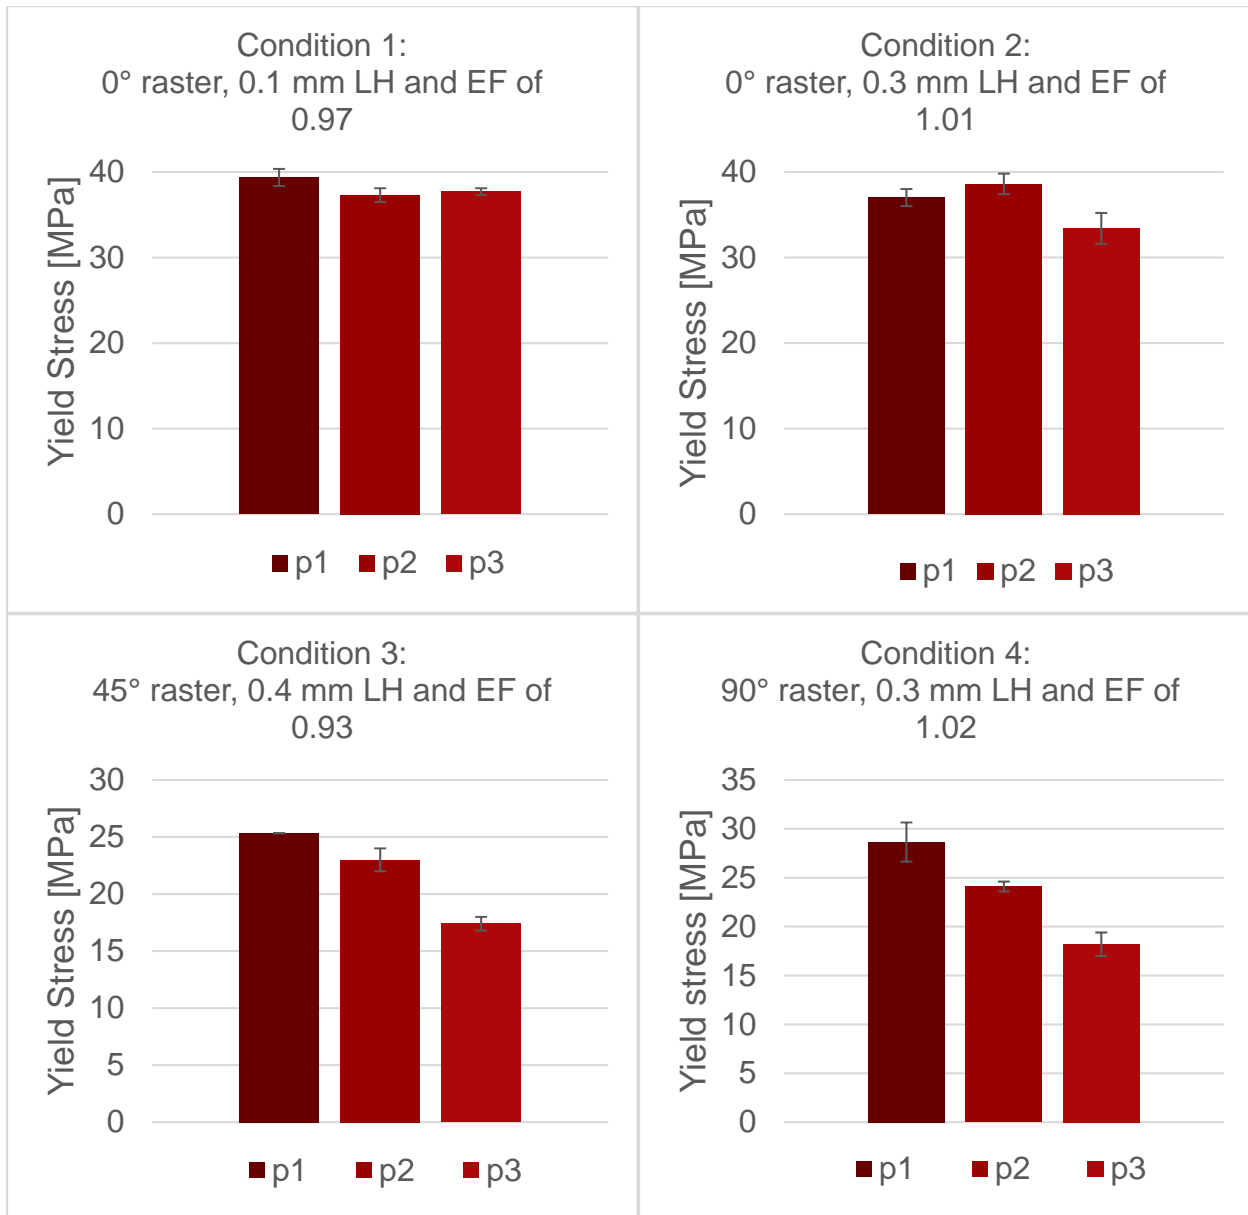 Condition 1:
0° raster, 0.1 mm LH and EF of
0.97
Yield Stress [MPa]
40
30
20
10
0
p1 p2 p3
Condition 2:
0° raster, 0.3 mm LH and EF of
1.01
Yield Stress [MPa]
40
30
20
10
0
p1 p2 p3
Condition 3:
45° raster, 0.4 mm LH and EF of
0.93
Yield Stress [MPa]
30
25
20
15
10
5
0
p1 p2 p3
Condition 4:
90° raster, 0.3 mm LH and EF of
1.02
Yield stress [MPa]
35
30
25
20
15
10
5
0
p1 p2 p3